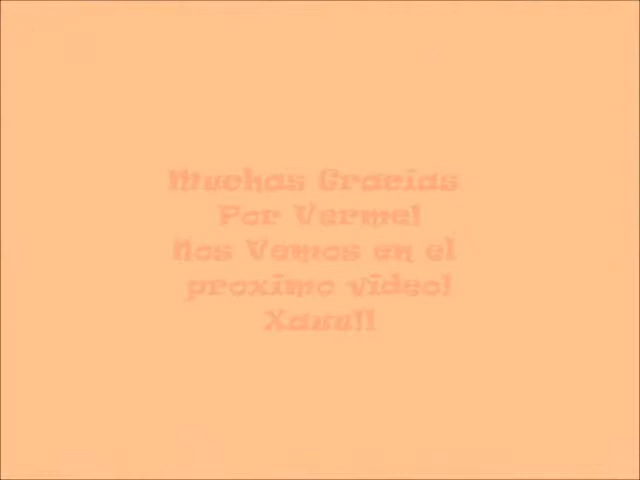 Muchas Gracias
Por Verme!
Nos Vemos en el
proximo video!